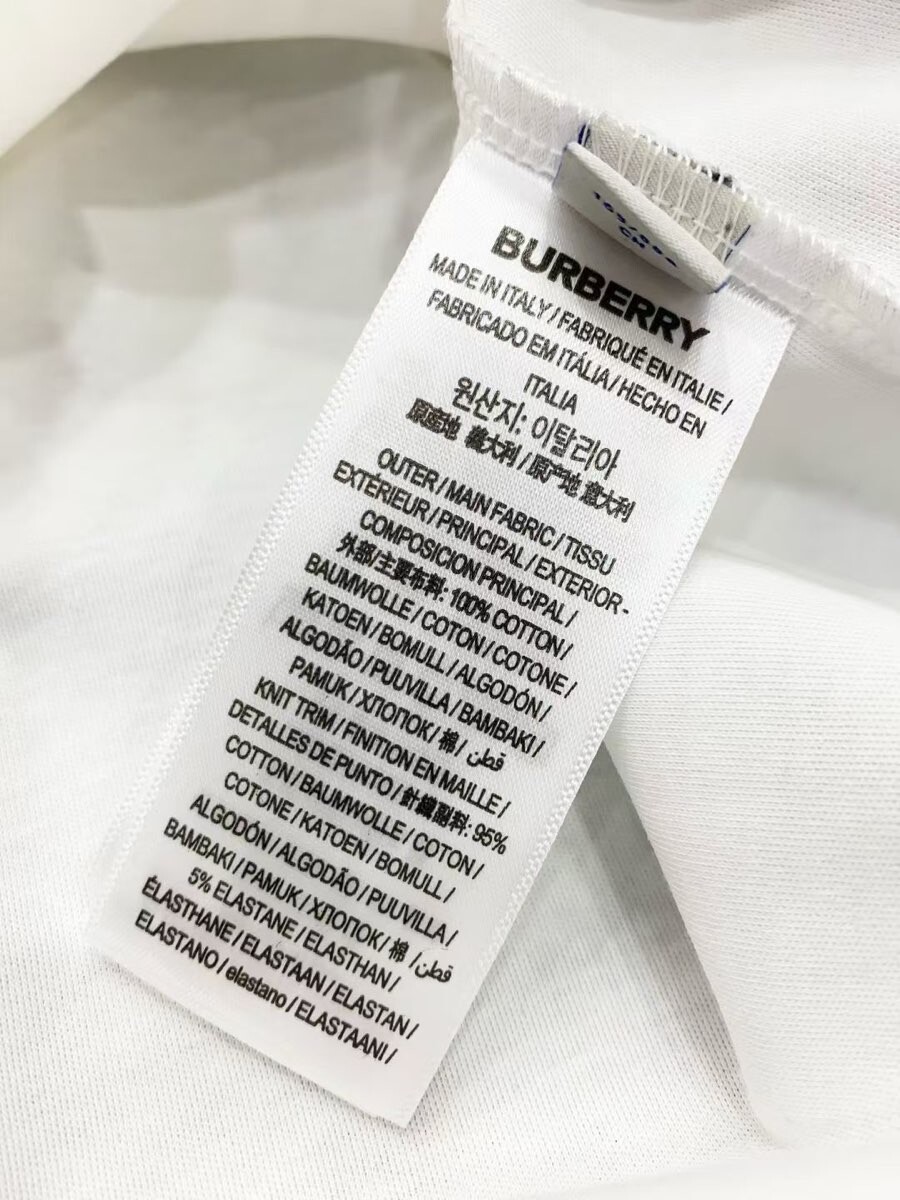 BURBERRY
MADE IN ITALY / FABRIQUÉ EN ITALIE /
FABRICADO EM ITÁLIA / HECHO EN
ITALIA
원산지: 이탈리아
原産地 義大利 / 原产地 意大利
OUTER / MAIN FABRIC / TISSU
EXTÉRIEUR / PRINCIPAL / EXTERIOR -
COMPOSICION PRINCIPAL /
外部/主要布料: 100% COTTON /
BAUMWOLLE / COTON / COTONE /
KATOEN / BOMULL / ALGODÓN /
ALGODÃO / PUUVILLA / BAMBAKI /
PAMUK / ХЛОПОК / 棉 / قطن
KNIT TRIM / FINITION EN MAILLE /
DETALLES DE PUNTO / 針織副料: 95%
COTTON / BAUMWOLLE / COTON /
COTONE / KATOEN / BOMULL /
ALGODÓN / ALGODÃO / PUUVILLA /
BAMBAKI / PAMUK / ХЛОПОК / 棉 / قطن
5% ELASTANE / ELASTHAN /
ÉLASTHANE / ELASTAAN / ELASTAN /
ELASTANO / elastano / ELASTAANI /